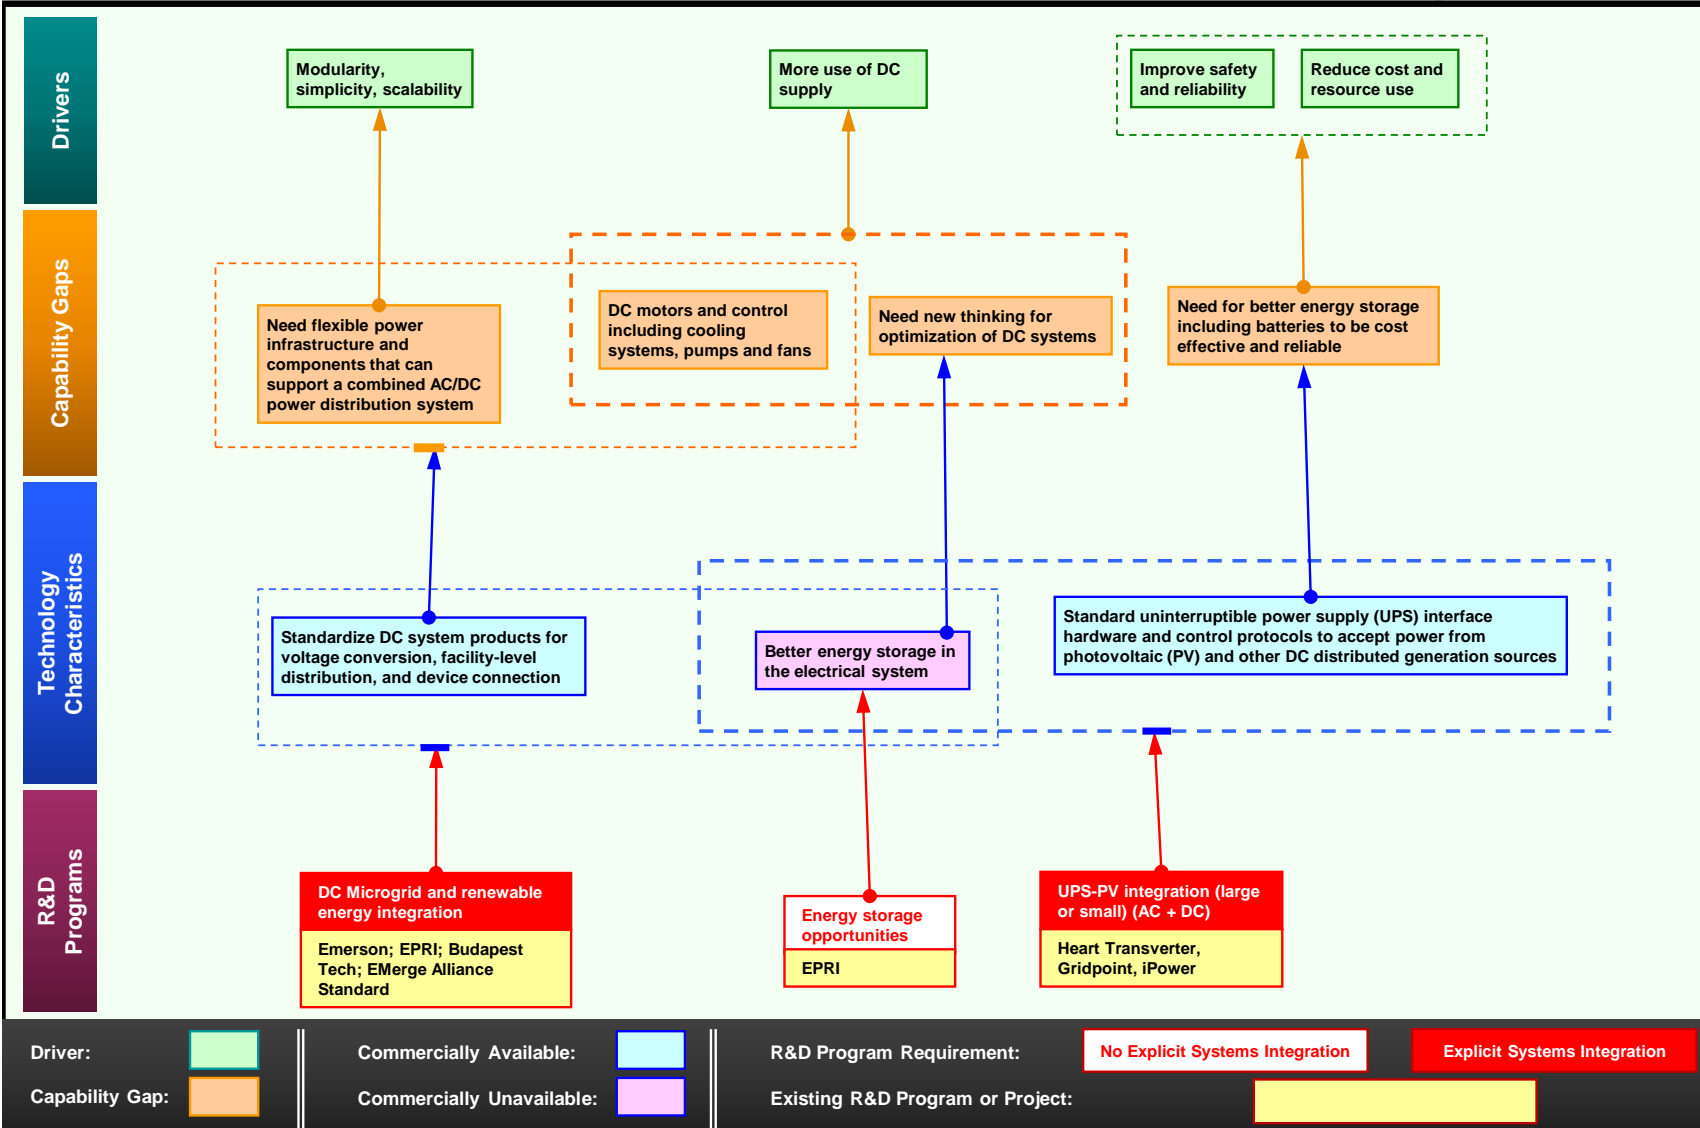 Drivers
Modularity,
simplicity, scalability
More use of DC
supply
Improve safety
and reliability
Reduce cost and
resource use
Capability Gaps
Need flexible power
infrastructure and
components that can
support a combined AC/DC
power distribution system
DC motors and control
including cooling
systems, pumps and fans
Need new thinking for
optimization of DC systems
Need for better energy storage
including batteries to be cost
effective and reliable
Technology
Characteristics
Standardize DC system products for
voltage conversion, facility-level
distribution, and device connection
Better energy storage in
the electrical system
Standard uninterruptible power supply (UPS) interface
hardware and control protocols to accept power from
photovoltaic (PV) and other DC distributed generation sources
R&D
Programs
DC Microgrid and renewable
energy integration
Emerson; EPRI; Budapest
Tech; EMerge Alliance
Standard
Energy storage
opportunities
EPRI
UPS-PV integration (large
or small) (AC + DC)
Heart Transverter,
Gridpoint, iPower
Driver:
Capability Gap:
Commercially Available:
Commercially Unavailable:
R&D Program Requirement:
No Explicit Systems Integration
Explicit Systems Integration
Existing R&D Program or Project: